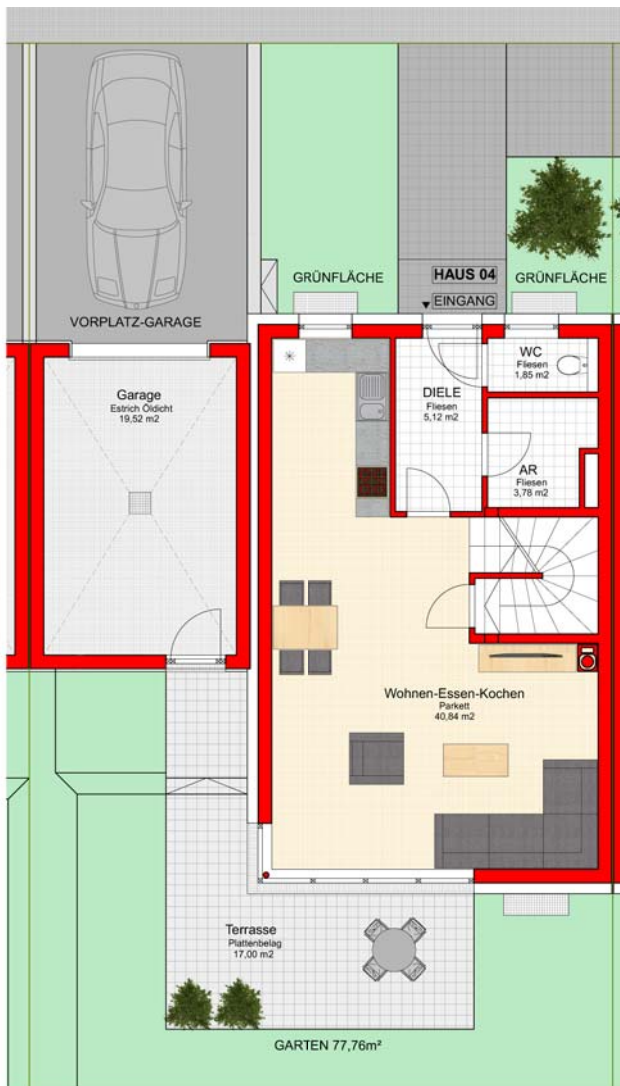 HAUS 04
GRÜNFLÄCHE
GRÜNFLÄCHE
EINGANG
VORPLATZ-GARAGE
WC
Fliesen
1,85 m2
Garage
Estrich Öldicht
19,52 m2
DIELE
Fliesen
5,12 m2
AR
Fliesen
3,78 m2
Wohnen-Essen-Kochen
Parkett
40,84 m2
Terrasse
Plattenbelag
17,00 m2
GARTEN 77,76m²